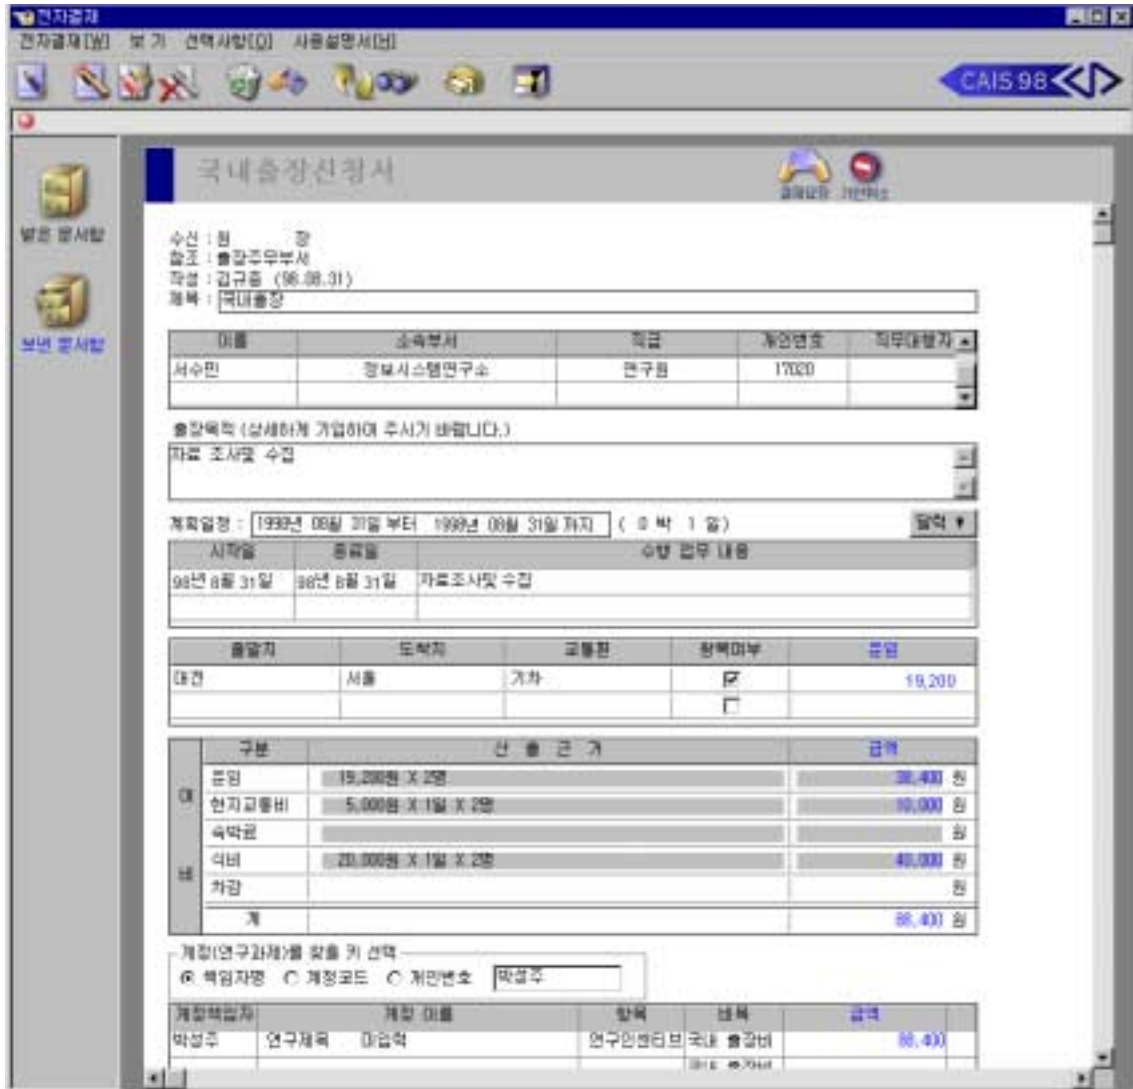 전자결재
전자결재[W] 보기 선택사항[O] 사용설명서[H]
CAIS 98
국내출장신청서
결재요청 기안취소
받은 문서함
보낸 문서함
수신 : 원 장
참조 : 출장주무부서
작성 : 김규중 (98.08.31)
제목 : 국내출장
이름 소속부서 직급 개인번호 직무대행자
서수민 정보시스템연구소 연구원 17020
출장목적 (상세하게 기입하여 주시기 바랍니다.)
자료 조사및 수집
계획일정 : 1998년 08월 31일 부터 1998년 08월 31일 까지 ( 0 박 1 일)
달력 ▼
시작일 종료일 수행 업무 내용
98년 8월 31일 98년 8월 31일 자료조사및 수집
출발지 도착지 교통편 왕복여부 운임
대전 서울 기차 19,200
여비
구분 산 출 근 거 금액
운임 19,200원 X 2명 38,400 원
현지교통비 5,000원 X 1일 X 2명 10,000 원
숙박료 원
식비 20,000원 X 1일 X 2명 40,000 원
차감 원
계 88,400 원
계정(연구과제)를 찾을 키 선택
책임자명 계정코드 개인번호 박성주
계정책임자 계정 이름 항목 비목 금액
박성주 연구제목 미입력 연구인센티브 국내 출장비 88,400
국내 출장비